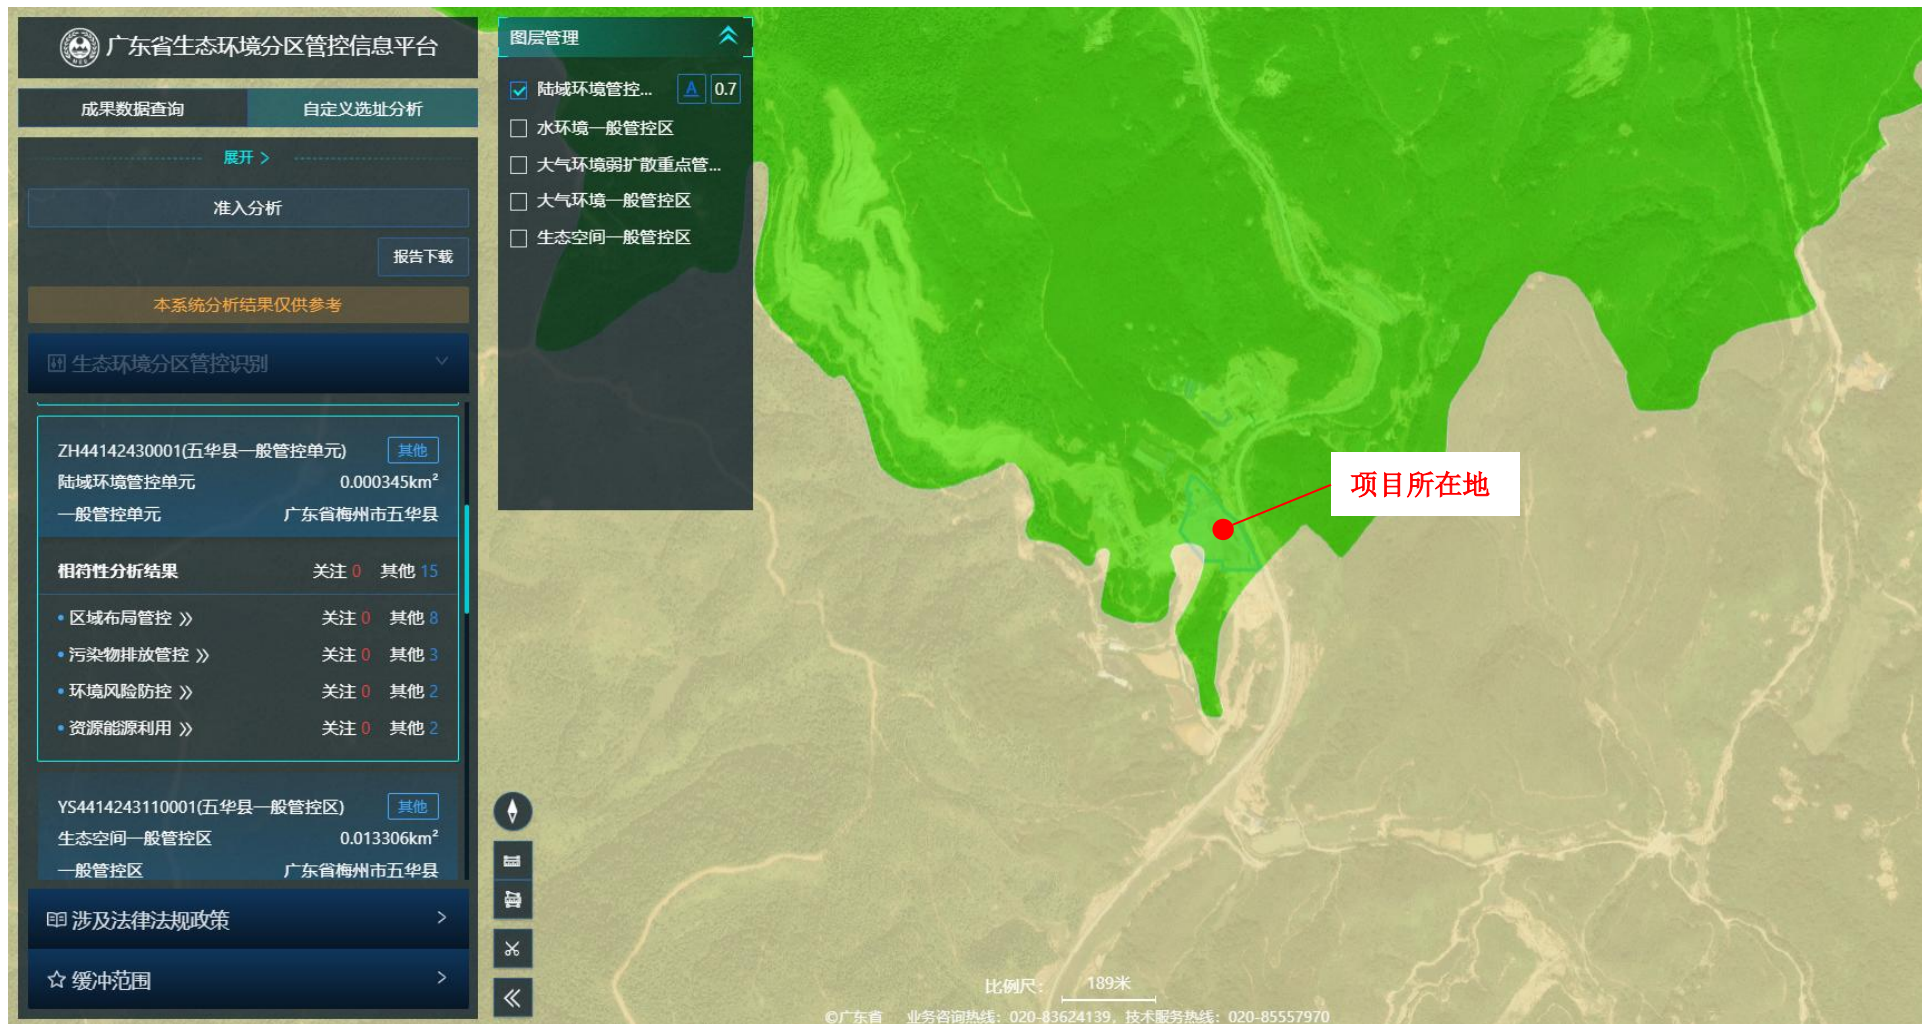 广东省生态环境分区管控信息平台
成果数据查询
自定义选址分析
展开 >
准入分析
报告下载
本系统分析结果仅供参考
生态环境分区管控识别
ZH44142430001(五华县一般管控单元) 其他
陆域环境管控单元 0.000345km²
一般管控单元 广东省梅州市五华县
相符性分析结果 关注 0 其他 15
• 区域布局管控 》 关注 0 其他 8
• 污染物排放管控 》 关注 0 其他 3
• 环境风险防控 》 关注 0 其他 2
• 资源能源利用 》 关注 0 其他 2
YS4414243110001(五华县一般管控区) 其他
生态空间一般管控区 0.013306km²
一般管控区 广东省梅州市五华县
涉及法律法规政策 >
缓冲范围 >
图层管理
陆域环境管控... A 0.7
水环境一般管控区
大气环境弱扩散重点管...
大气环境一般管控区
生态空间一般管控区
项目所在地
比例尺: 189米
©广东省 业务咨询热线: 020-83624139, 技术服务热线: 020-85557970